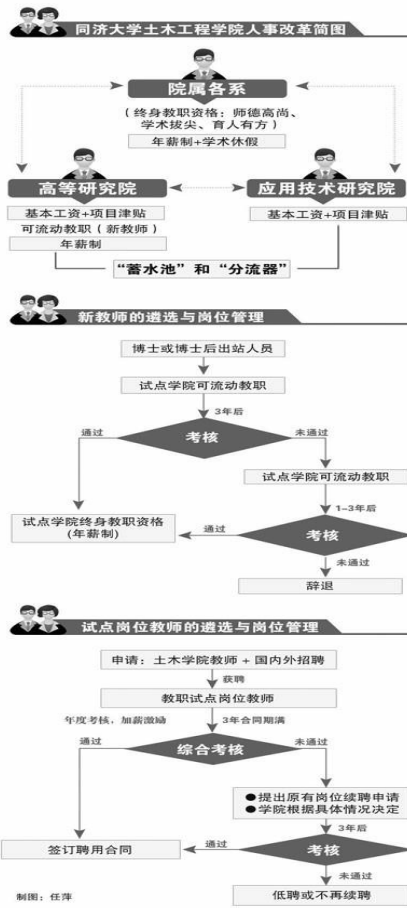 同济大学土木工程学院人事改革简图
院属各系
(终身教职资格：师德高尚、
学术拔尖、育人有方)
年薪制+学术休假
高等研究院
应用技术研究院
基本工资+项目津贴
基本工资+项目津贴
可流动教职(新教师)
年薪制
“蓄水池”和“分流器”
新教师的遴选与岗位管理
博士或博士后出站人员
试点学院可流动教职
3年后
通过
考核
未通过
试点学院可流动教职
1-3年后
试点学院终身教职资格
(年薪制)
通过
考核
未通过
辞退
试点岗位教师的遴选与岗位管理
申请：土木学院教师 + 国内外招聘
获聘
教职试点岗位教师
年度考核，加薪激励
3年合同期满
通过
综合考核
未通过
●提出原有岗位续聘申请
●学院根据具体情况决定
3年后
签订聘用合同
通过
考核
未通过
低聘或不再续聘
制图：任萍